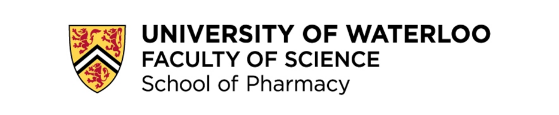 UNIVERSITY OF WATERLOO
FACULTY OF SCIENCE
School of Pharmacy